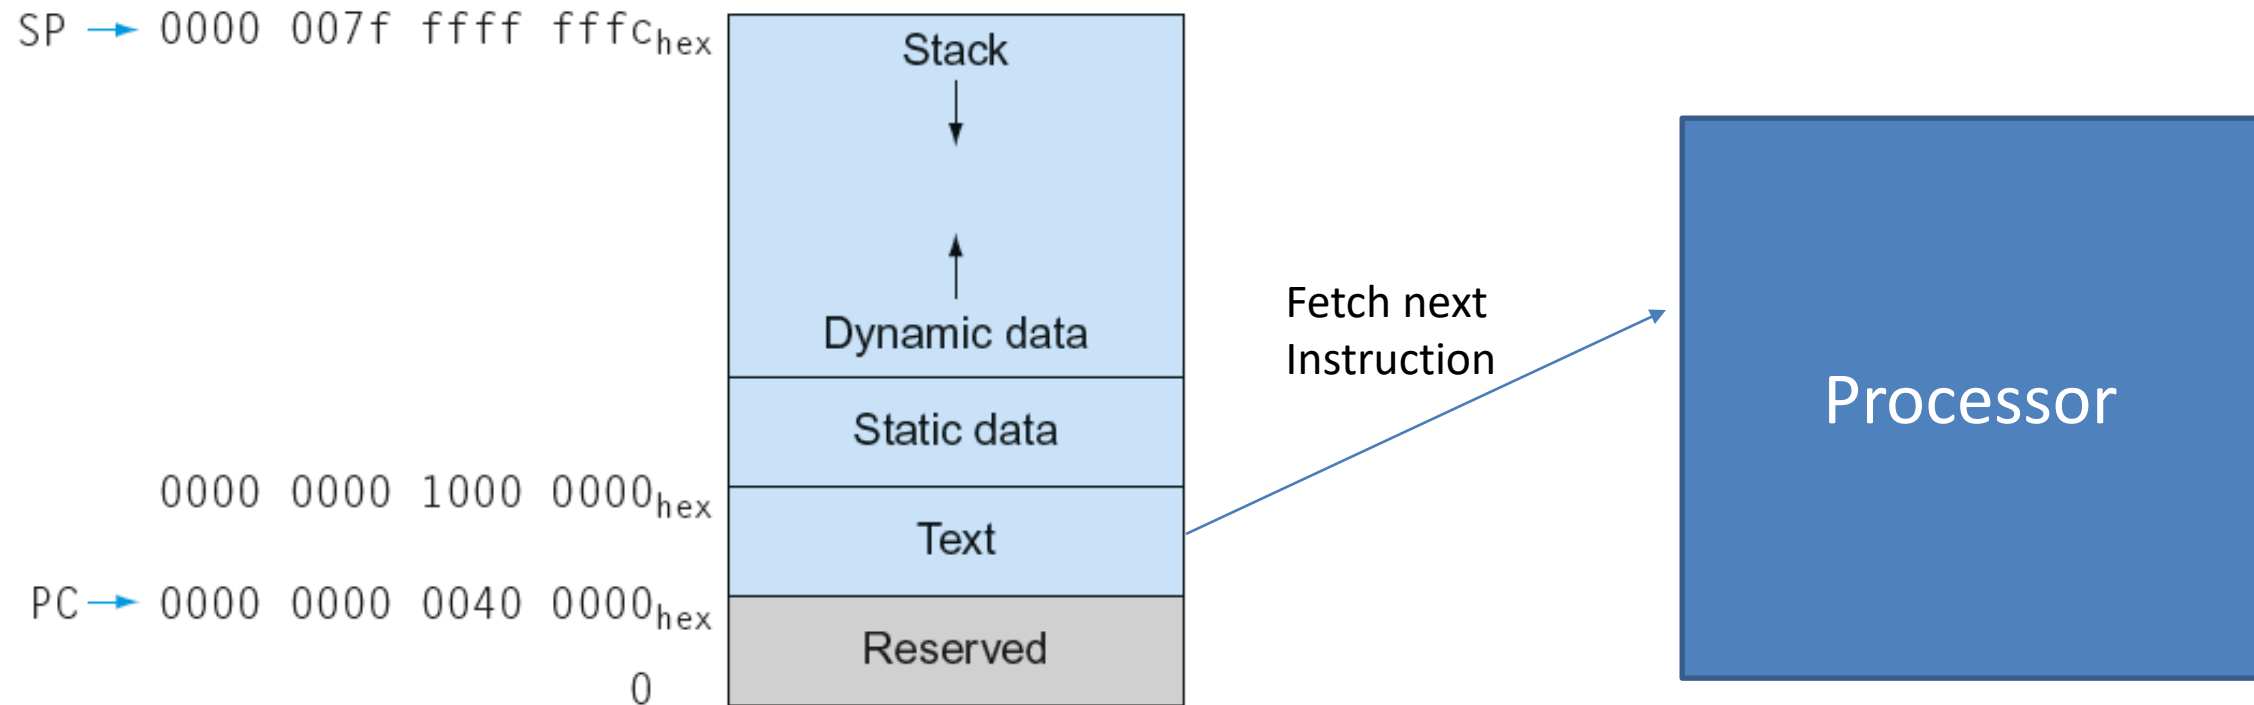 SP 0000 007f ffff fffchex
Stack
Dynamic data
Fetch next
Instruction
Processor
Static data
0000 0000 1000 0000hex
Text
PC 0000 0000 0040 0000hex
Reserved
0